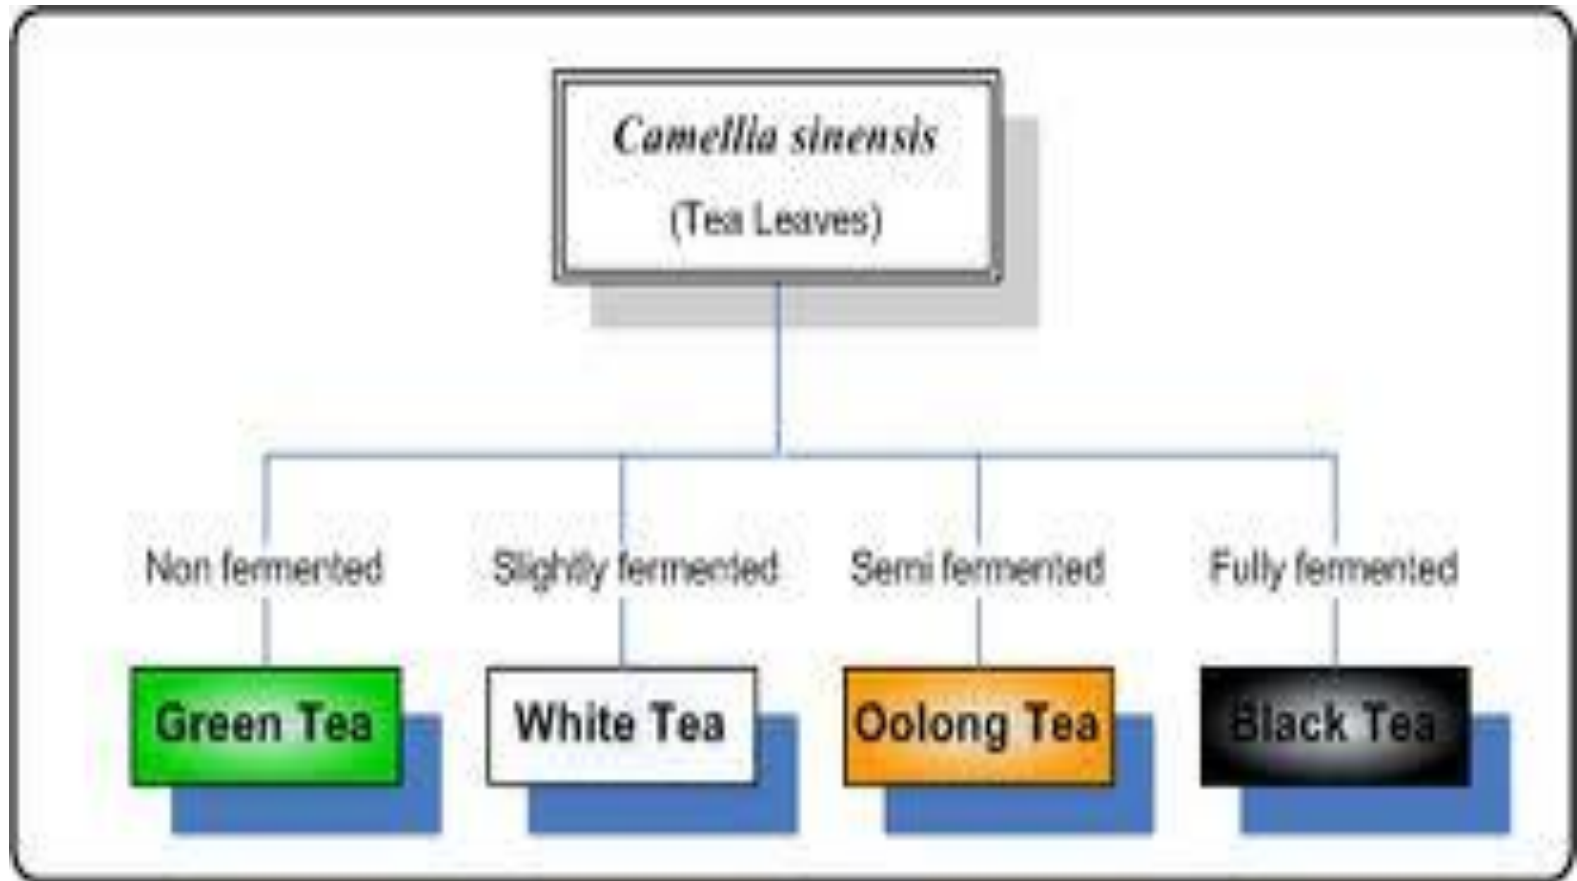 Camellia sinensis
(Tea Leaves)
Non fermented
Slightly fermented
Semi fermented
Fully fermented
Green Tea
White Tea
Oolong Tea
Black Tea